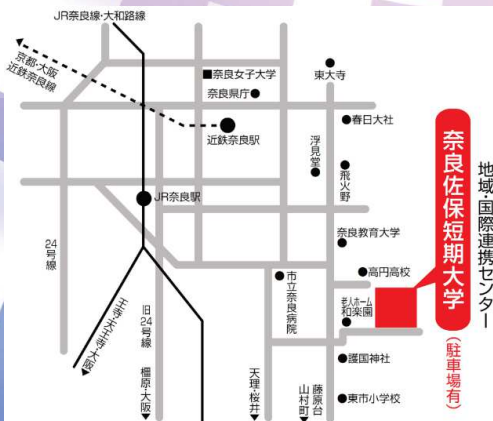 JR奈良線・大和路線
京都・大阪
近鉄奈良線
■奈良女子大学
奈良県庁●
東大寺
近鉄奈良駅
●春日大社
浮見堂
飛火野
JR奈良駅
奈良教育大学
24号線
●高円高校
市立奈良病院
老人ホーム
和楽園
王寺・天王寺・大阪
旧24号線
橿原・大阪
天理・桜井
藤原台
山村町
●護国神社
●東市小学校
地域・国際連携センター
奈良佐保短期大学
(駐車場有)